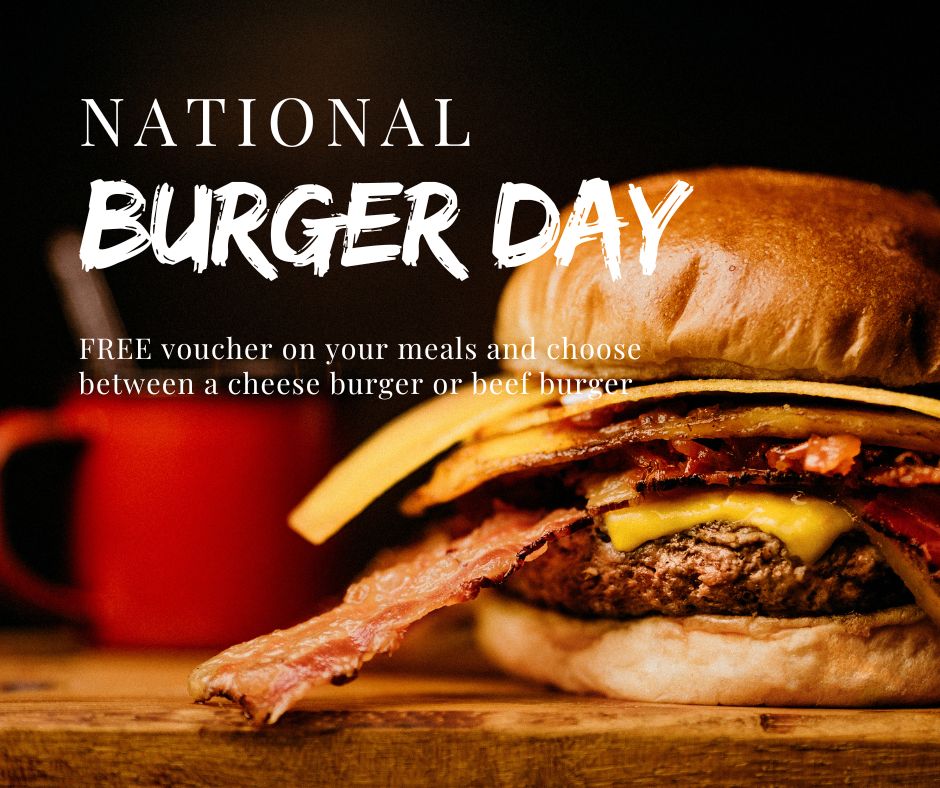 NATIONAL
BURGER DAY
FREE voucher on your meals and choose
between a cheese burger or beef burger